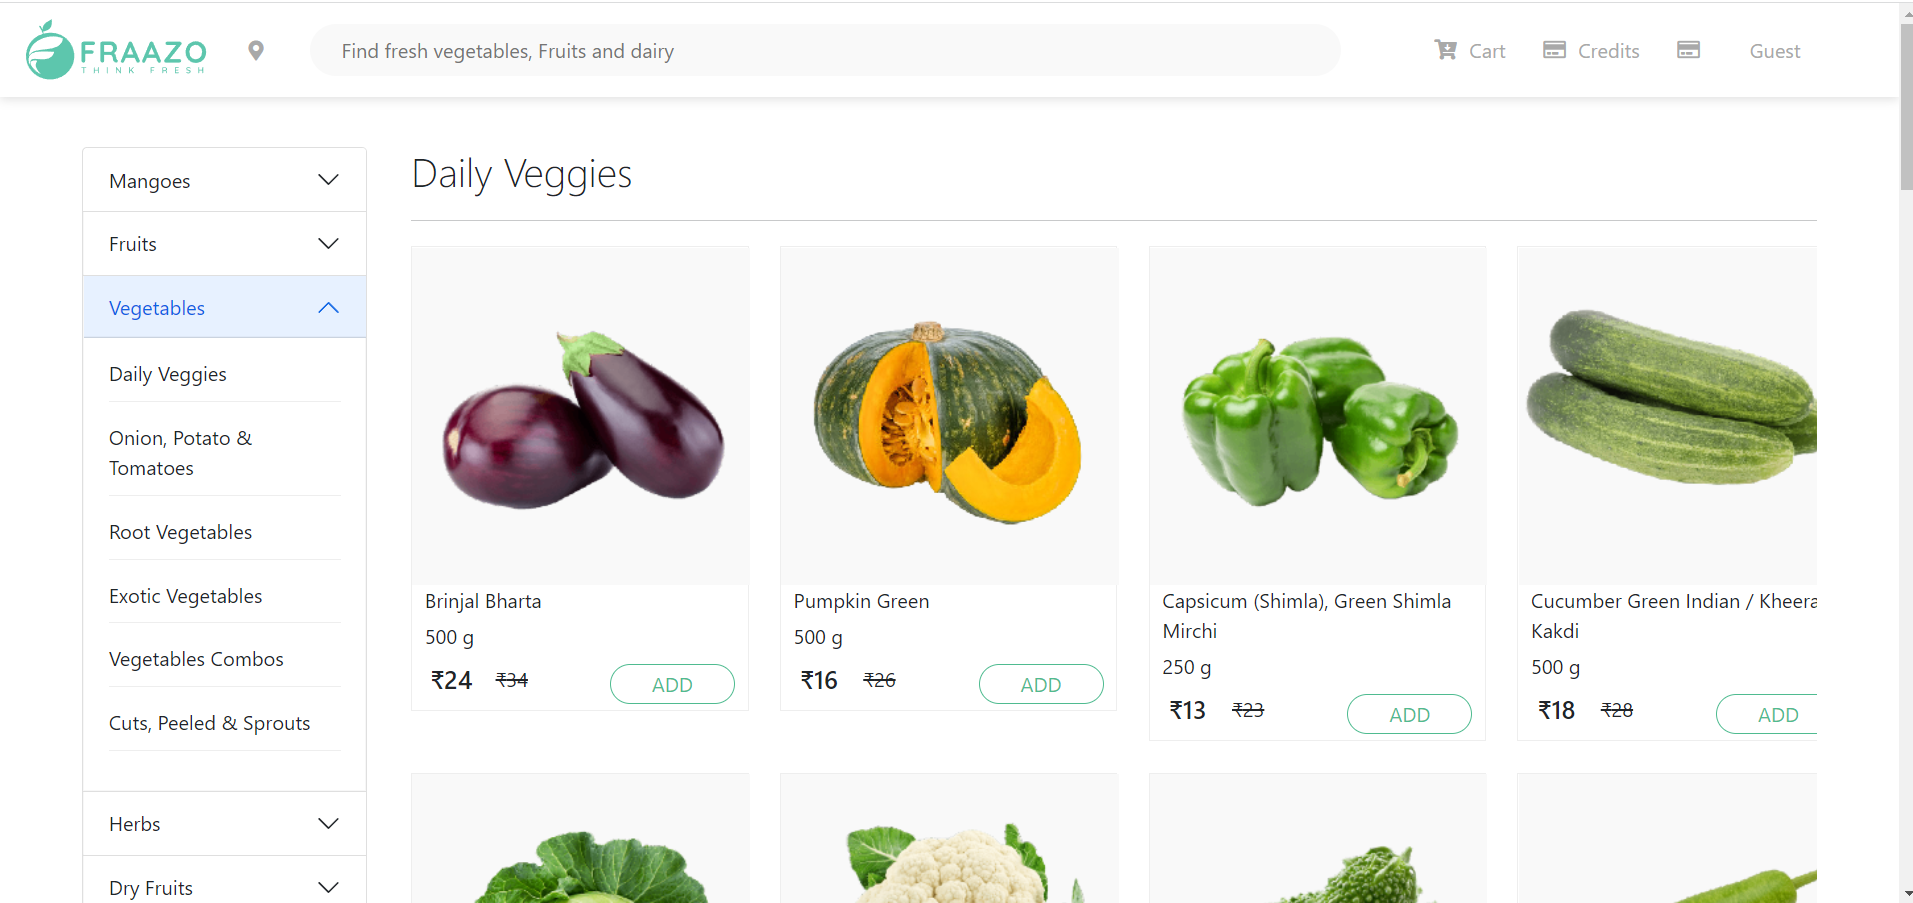 FRAAZO
THINK FRESH
Find fresh vegetables, Fruits and dairy
Cart
Credits
Guest
Mangoes
Fruits
Vegetables
Daily Veggies
Onion, Potato &
Tomatoes
Root Vegetables
Exotic Vegetables
Vegetables Combos
Cuts, Peeled & Sprouts
Herbs
Dry Fruits
Daily Veggies
Brinjal Bharta
500 g
₹24 ₹34 ADD
Pumpkin Green
500 g
₹16 ₹26 ADD
Capsicum (Shimla), Green Shimla
Mirchi
250 g
₹13 ₹23 ADD
Cucumber Green Indian / Kheera
Kakdi
500 g
₹18 ₹28 ADD